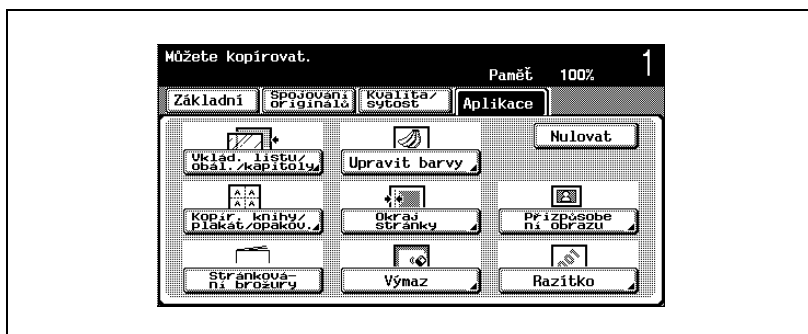 Můžete kopírovat.
Paměť 100% 1
Základní
Spojování
originálů
Kvalita/
sytost
Aplikace
Vklád. listu/
obál./kapitoly
Upravit barvy
Nulovat
Kopír. knihy/
plakát/opakov.
Okraj
stránky
Přizpůsobe
ní obrazu
Stránková-
ní brožury
Výmaz
Razítko